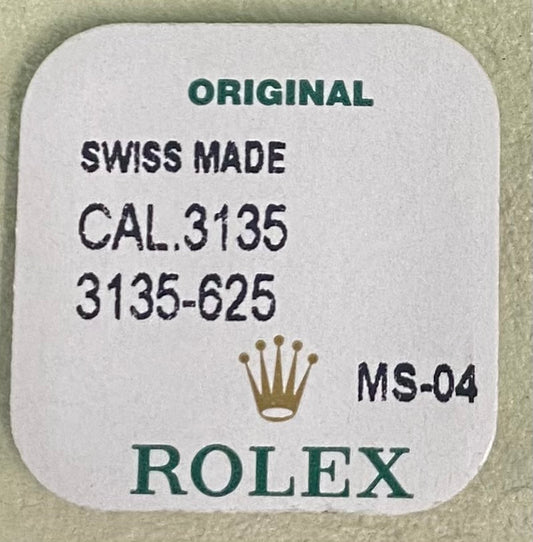 ORIGINAL
SWISS MADE
CAL.3135
3135-625
MS-04
ROLEX